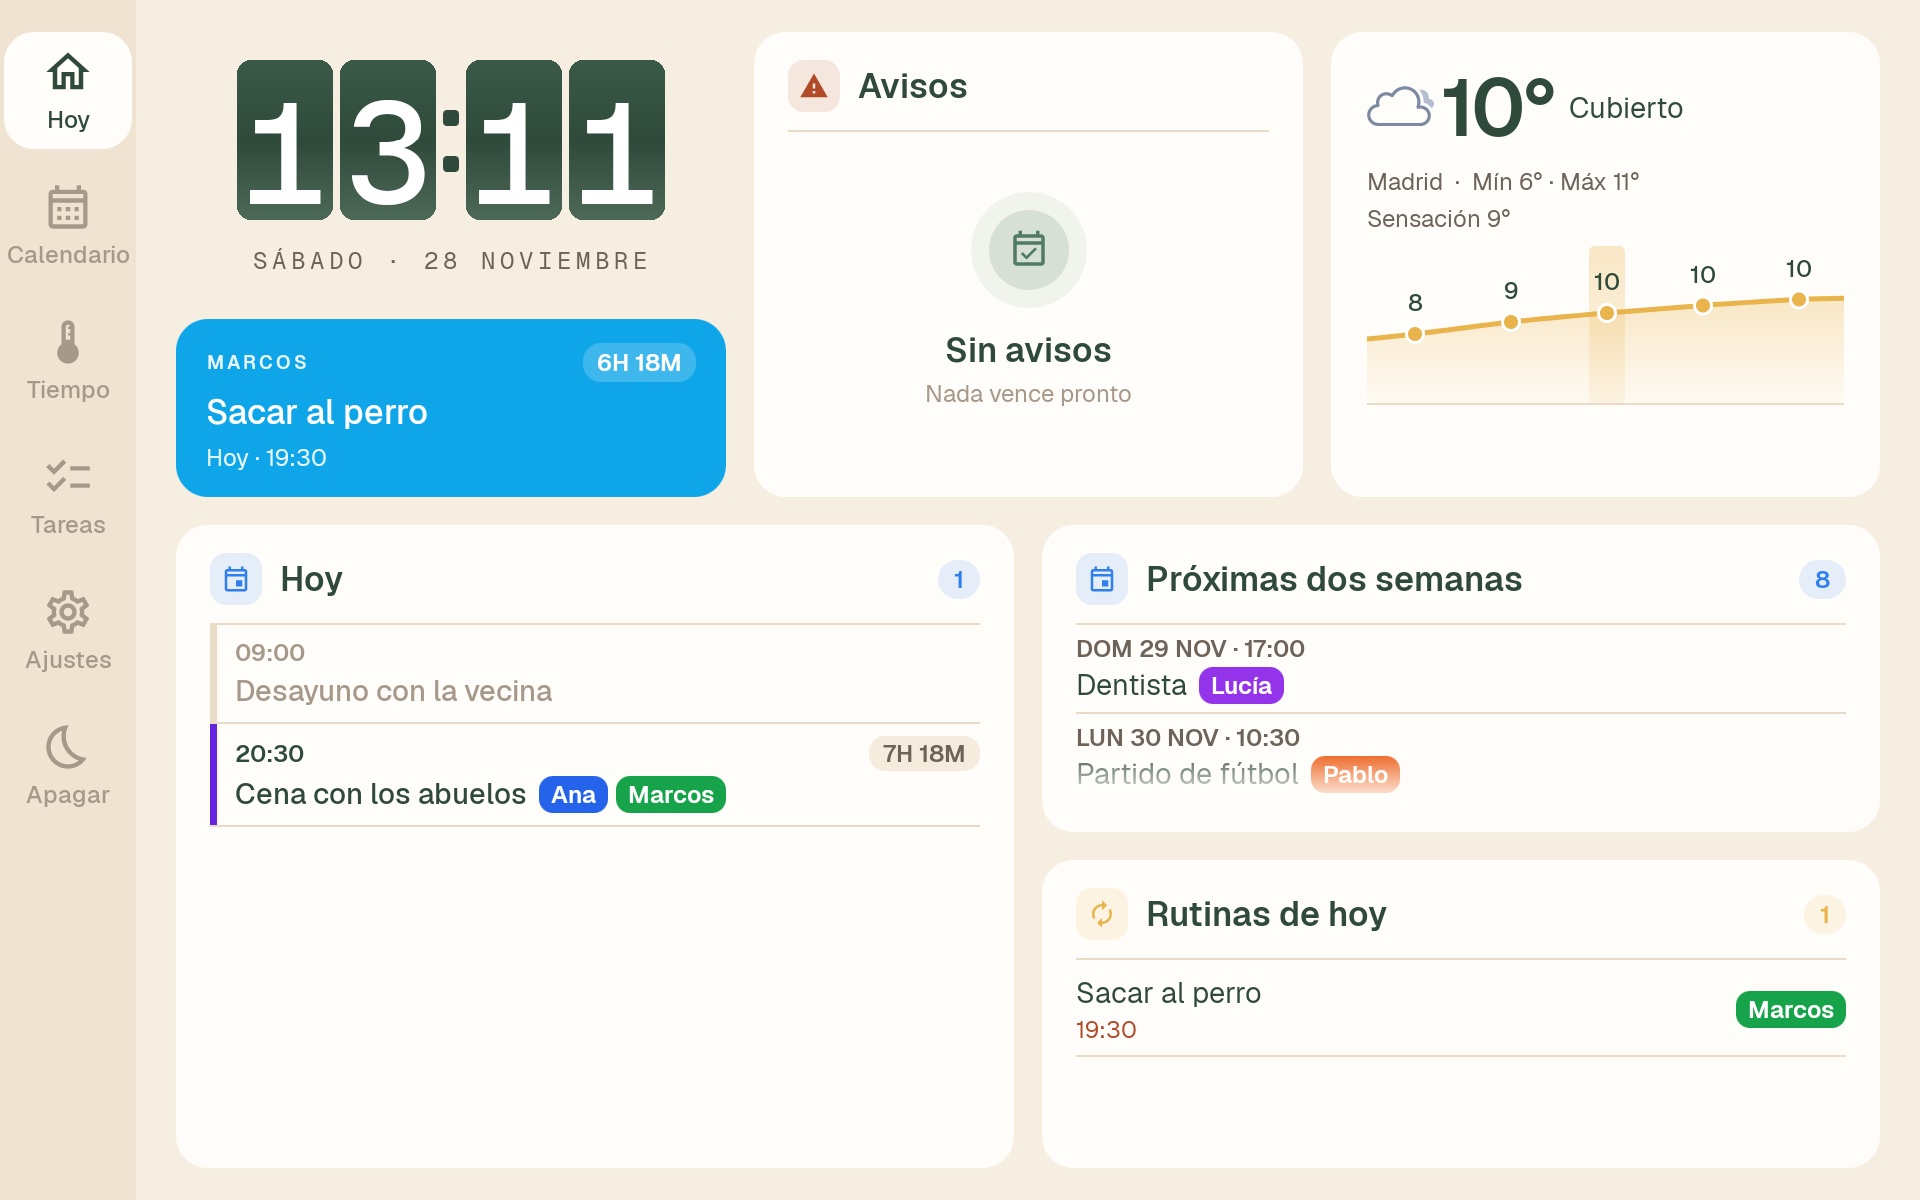 Hoy
Calendario
Tiempo
Tareas
Ajustes
Apagar
13:11
SÁBADO · 28 NOVIEMBRE
MARCOS 6H 18M
Sacar al perro
Hoy · 19:30
Avisos
Sin avisos
Nada vence pronto
10° Cubierto
Madrid · Mín 6° · Máx 11°
Sensación 9°
8 9 10 10 10
Hoy 1
09:00
Desayuno con la vecina
20:30 7H 18M
Cena con los abuelos Ana Marcos
Próximas dos semanas 8
DOM 29 NOV · 17:00
Dentista Lucía
LUN 30 NOV · 10:30
Partido de fútbol Pablo
Rutinas de hoy 1
Sacar al perro
19:30
Marcos